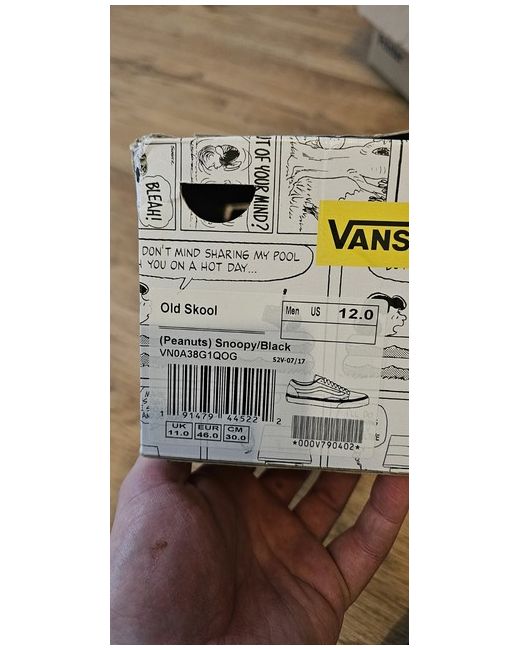 BLEAH!
OUT OF YOUR MIND?
VANS
DON'T MIND SHARING MY POOL
YOU ON A HOT DAY...
Old Skool
Men US 12.0
(Peanuts) Snoopy/Black
VN0A38G1QOG
S2V-07/17
1 91479 44522 2
UK EUR CM
11.0 46.0 30.0
*000V790402*